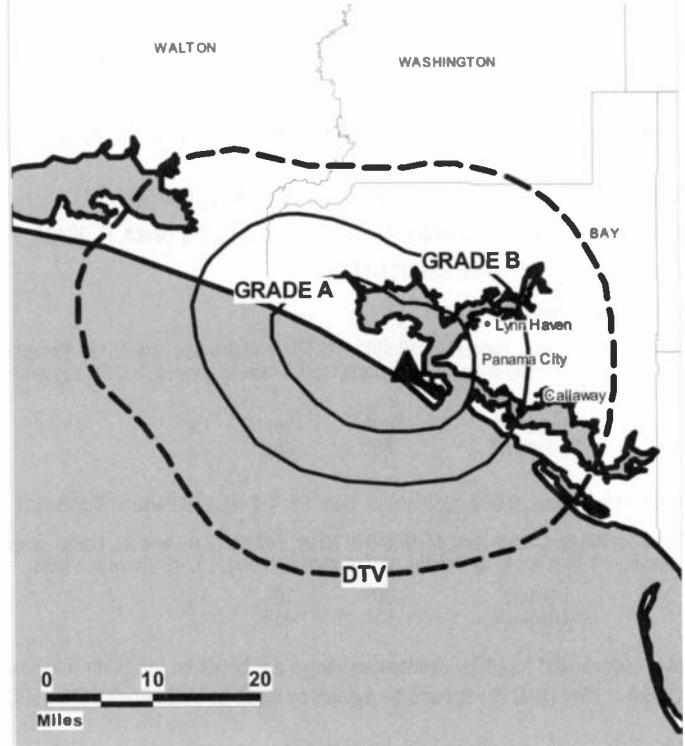 WALTON
WASHINGTON
BAY
GRADE B
GRADE A
Lynn Haven
Panama City
Callaway
DTV
0 10 20
Miles